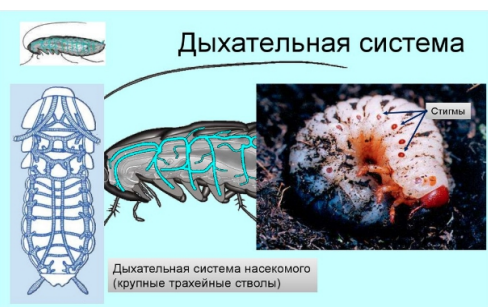 Дыхательная система
Стигмы
Дыхательная система насекомого
(крупные трахейные стволы)